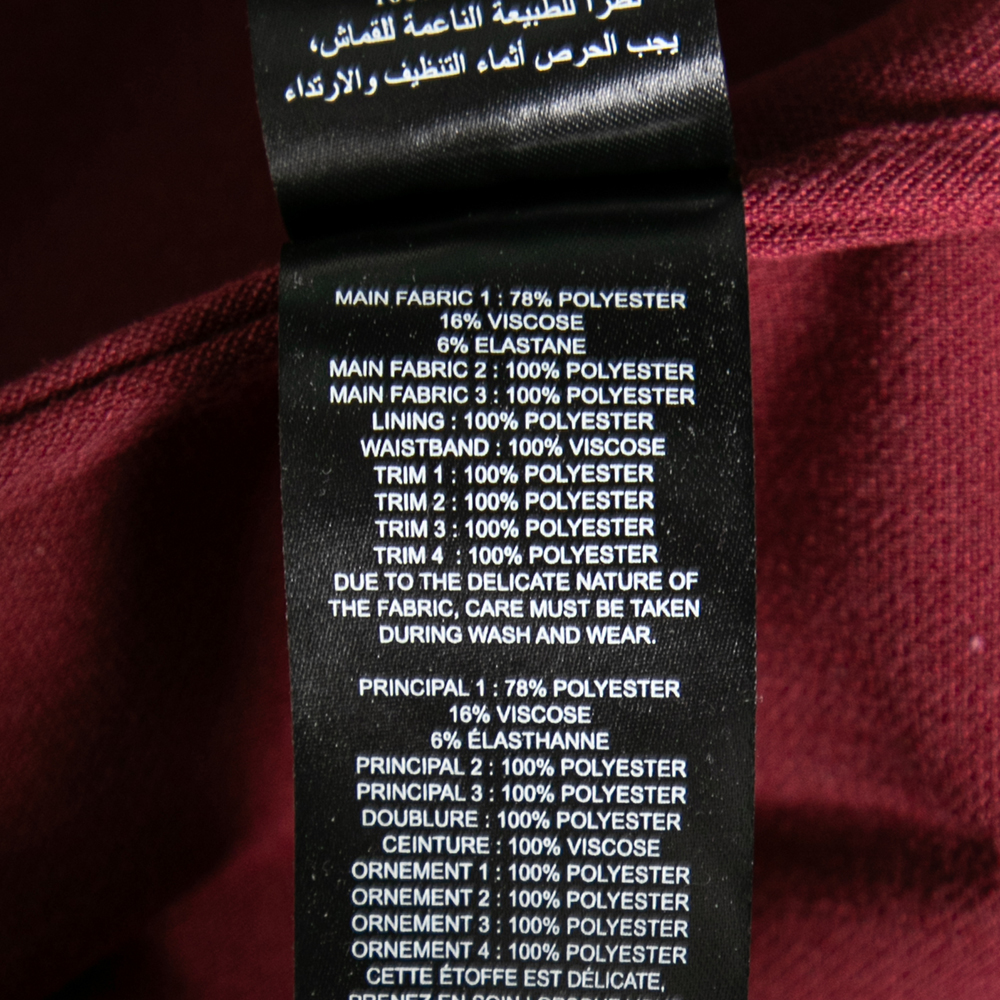 نظرا للطبيعة الناعمة للقماش،
يجب الحرص أثماء التنظيف والارتداء
MAIN FABRIC 1 : 78% POLYESTER
16% VISCOSE
6% ELASTANE
MAIN FABRIC 2 : 100% POLYESTER
MAIN FABRIC 3 : 100% POLYESTER
LINING : 100% POLYESTER
WAISTBAND : 100% VISCOSE
TRIM 1 : 100% POLYESTER
TRIM 2 : 100% POLYESTER
TRIM 3 : 100% POLYESTER
TRIM 4 : 100% POLYESTER
DUE TO THE DELICATE NATURE OF
THE FABRIC, CARE MUST BE TAKEN
DURING WASH AND WEAR.
PRINCIPAL 1 : 78% POLYESTER
16% VISCOSE
6% ÉLASTHANNE
PRINCIPAL 2 : 100% POLYESTER
PRINCIPAL 3 : 100% POLYESTER
DOUBLURE : 100% POLYESTER
CEINTURE : 100% VISCOSE
ORNEMENT 1 : 100% POLYESTER
ORNEMENT 2 : 100% POLYESTER
ORNEMENT 3 : 100% POLYESTER
ORNEMENT 4 : 100% POLYESTER
CETTE ÉTOFFE EST DÉLICATE,